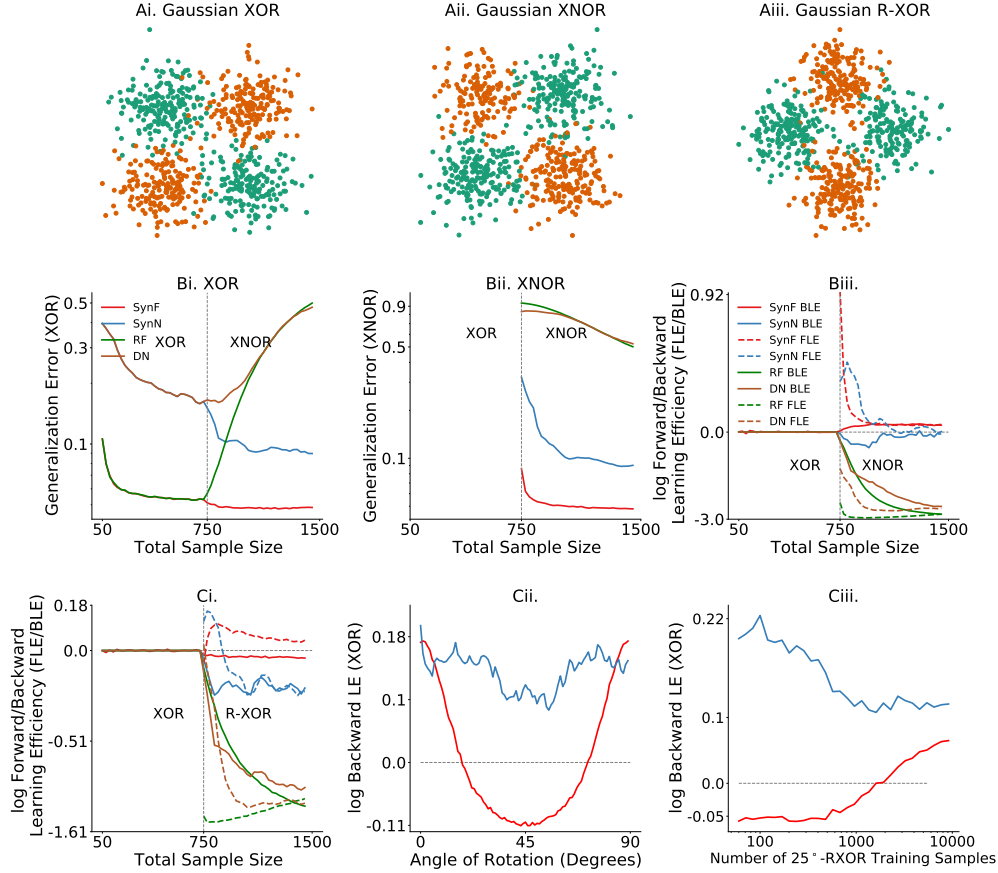 Ai. Gaussian XOR
Aii. Gaussian XNOR
Aiii. Gaussian R-XOR
Bi. XOR
Generalization Error (XOR)
0.5
0.3
0.1
SynF
SynN
RF
DN
XOR
XNOR
50
750
1500
Total Sample Size
Bii. XNOR
Generalization Error (XNOR)
0.9
0.5
0.1
XOR
XNOR
750
1500
Total Sample Size
Biii.
log Forward/Backward
Learning Efficiency (FLE/BLE)
0.92
0.0
-3.0
SynF BLE
SynN BLE
SynF FLE
SynN FLE
RF BLE
DN BLE
RF FLE
DN FLE
XOR
XNOR
50
750
1500
Total Sample Size
Ci.
log Forward/Backward
Learning Efficiency (FLE/BLE)
0.18
0.0
-0.51
-1.61
XOR
R-XOR
50
750
1500
Total Sample Size
Cii.
log Backward LE (XOR)
0.18
0.1
0.0
-0.11
0
45
90
Angle of Rotation (Degrees)
Ciii.
log Backward LE (XOR)
0.22
0.1
0.0
-0.05
100
1000
10000
Number of 25°-RXOR Training Samples